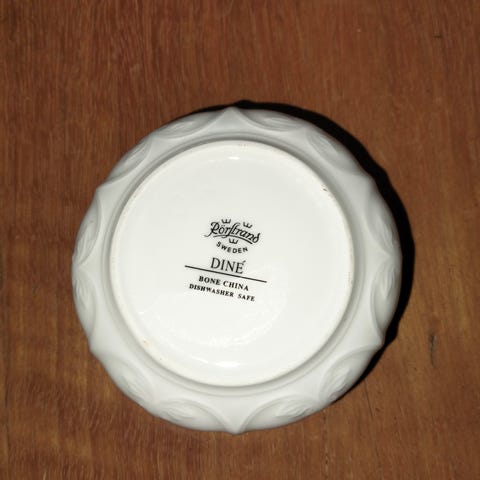 Rörstrand
SWEDEN
DINÉ
BONE CHINA
DISHWASHER SAFE